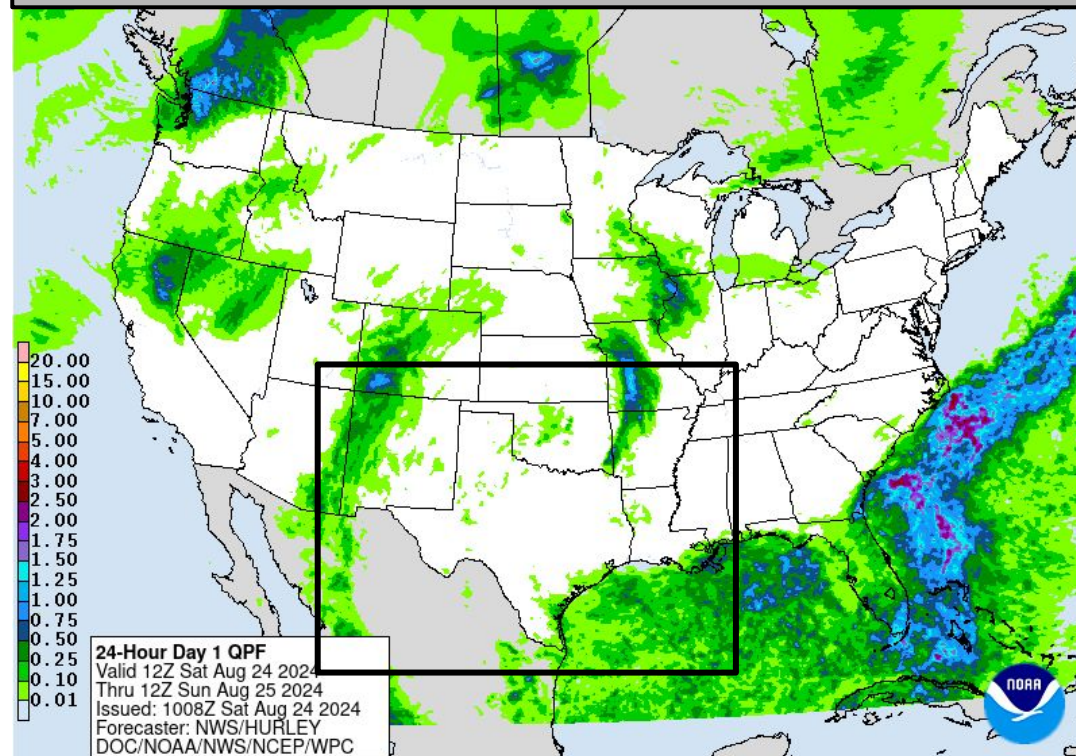 20.00
15.00
10.00
7.00
5.00
4.00
3.00
2.50
2.00
1.75
1.50
1.25
1.00
0.75
0.50
0.25
0.10
0.01
24-Hour Day 1 QPF
Valid 12Z Sat Aug 24 2024
Thru 12Z Sun Aug 25 2024
Issued: 1008Z Sat Aug 24 2024
Forecaster: NWS/HURLEY
DOC/NOAA/NWS/NCEP/WPC
NOAA